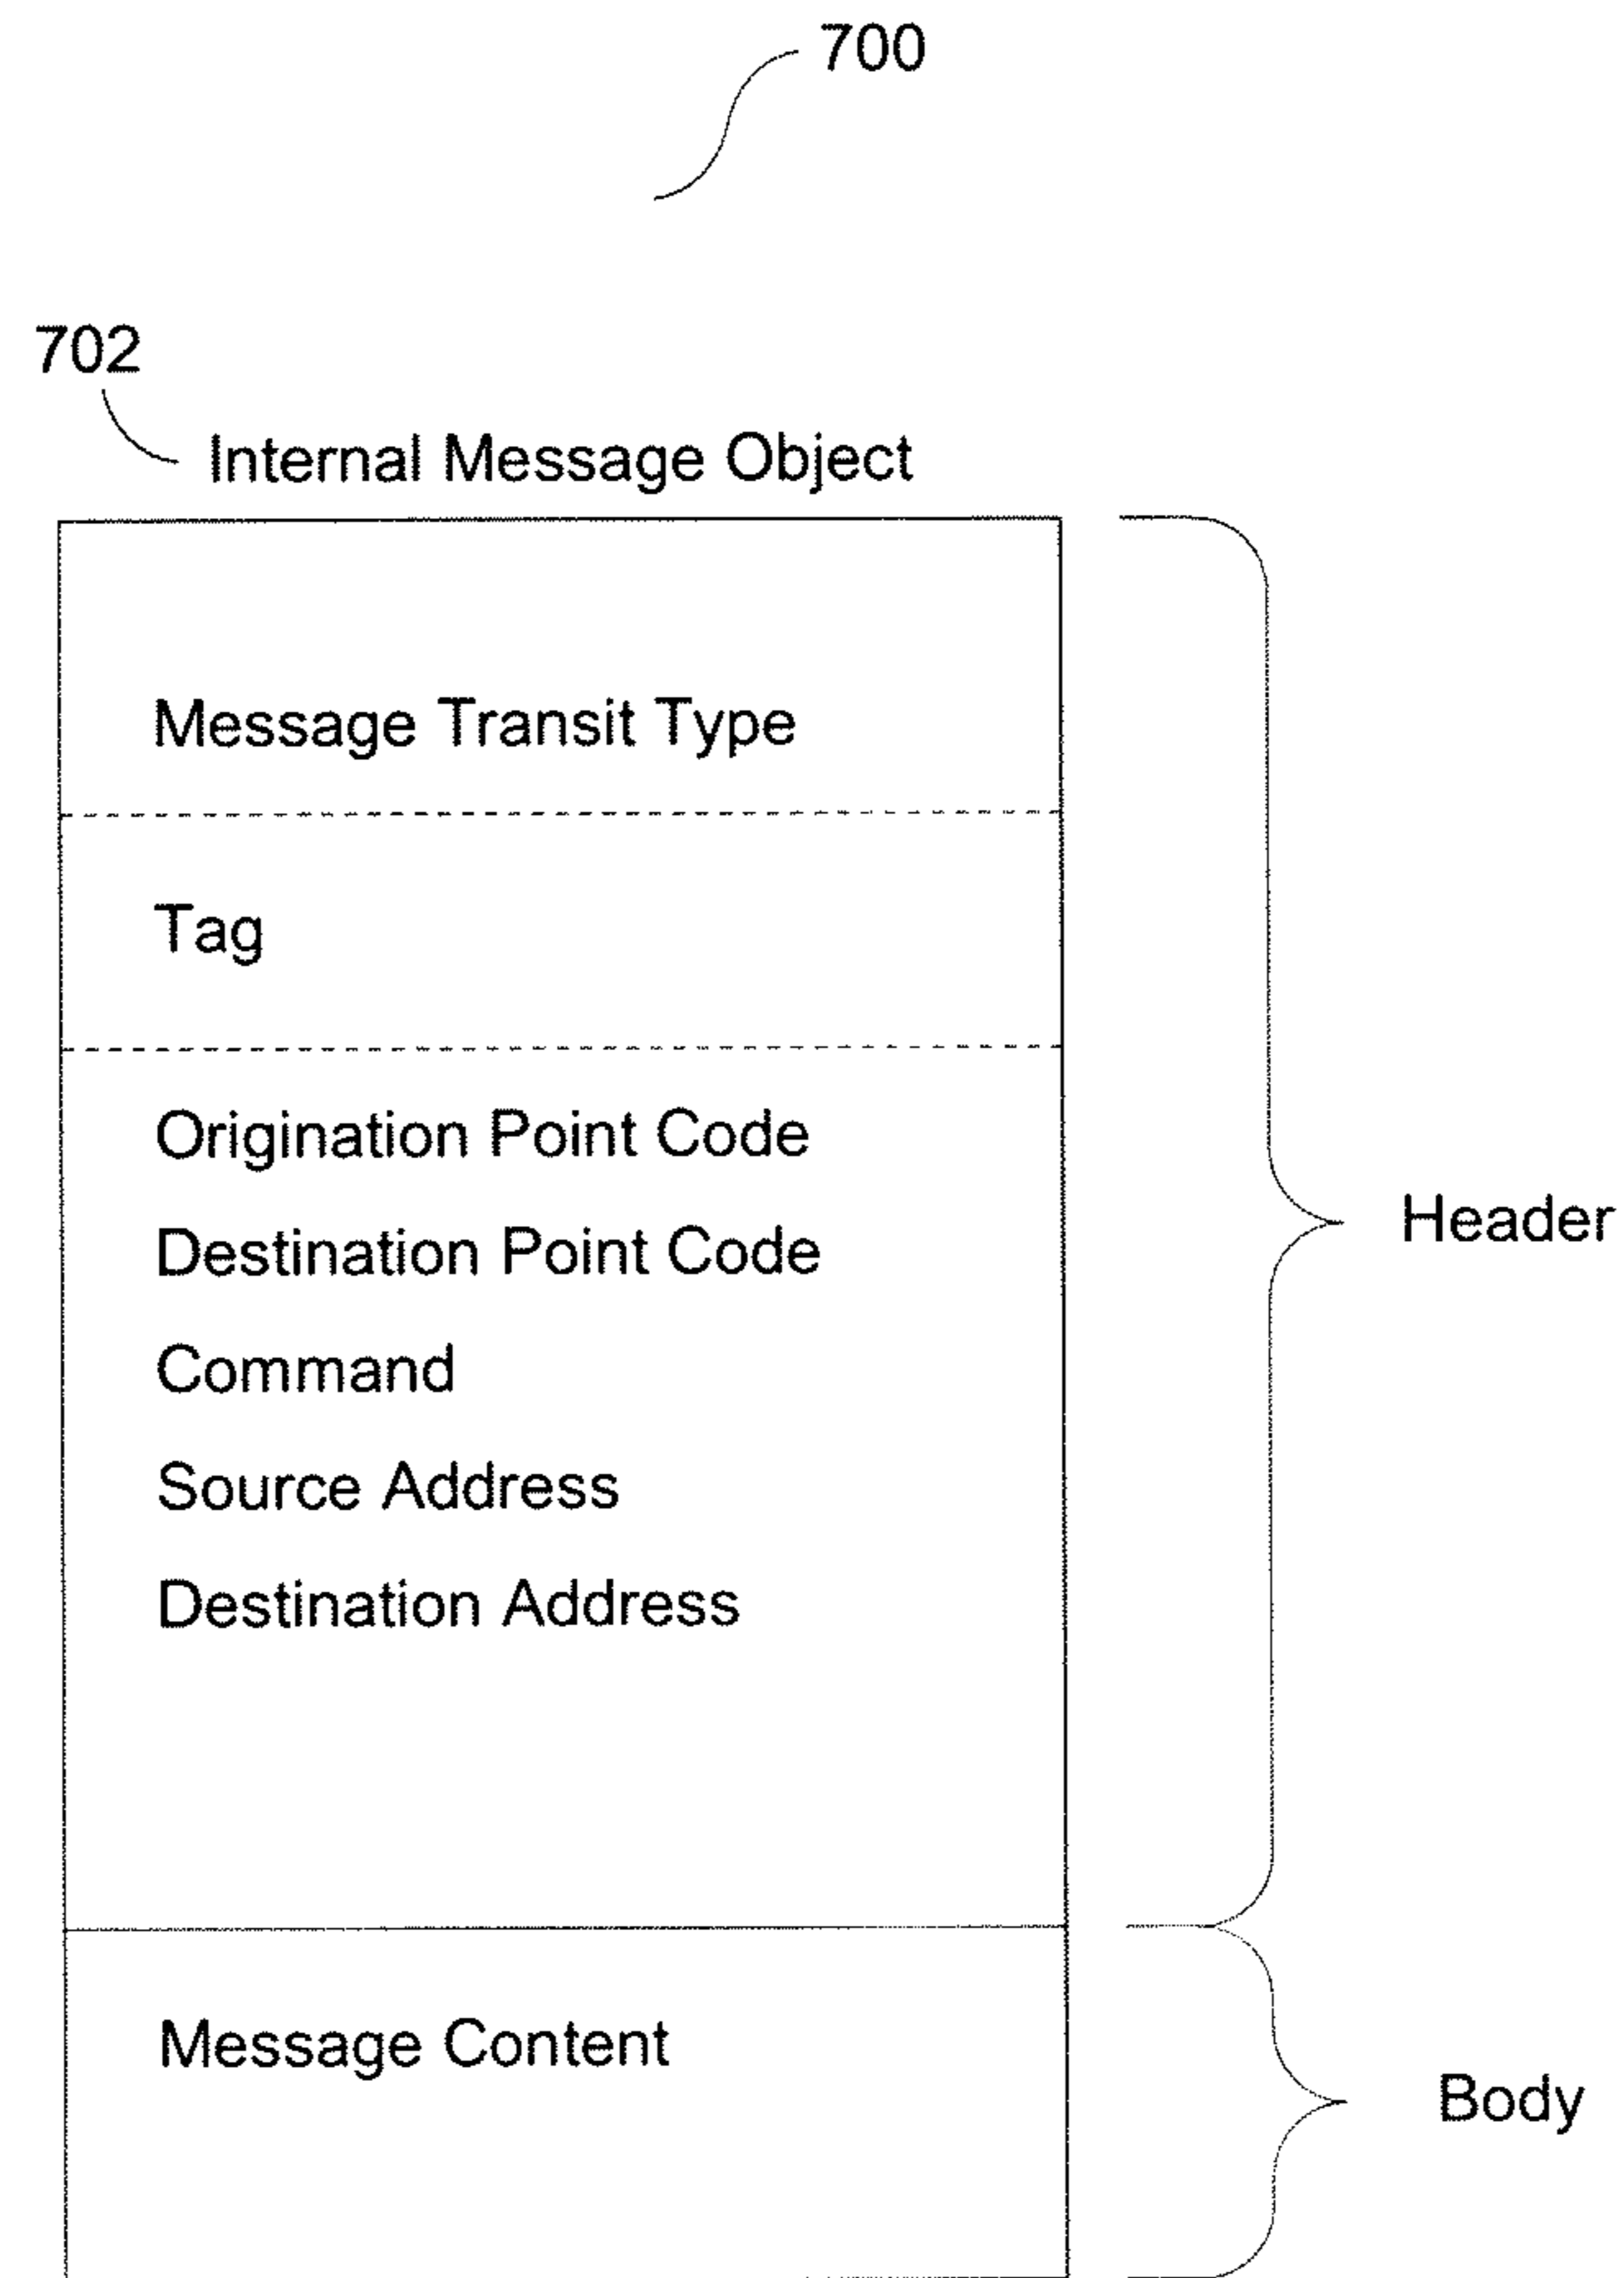 700
702
Internal Message Object
Message Transit Type
Tag
Origination Point Code
Destination Point Code
Command
Source Address
Destination Address
Header
Message Content
Body